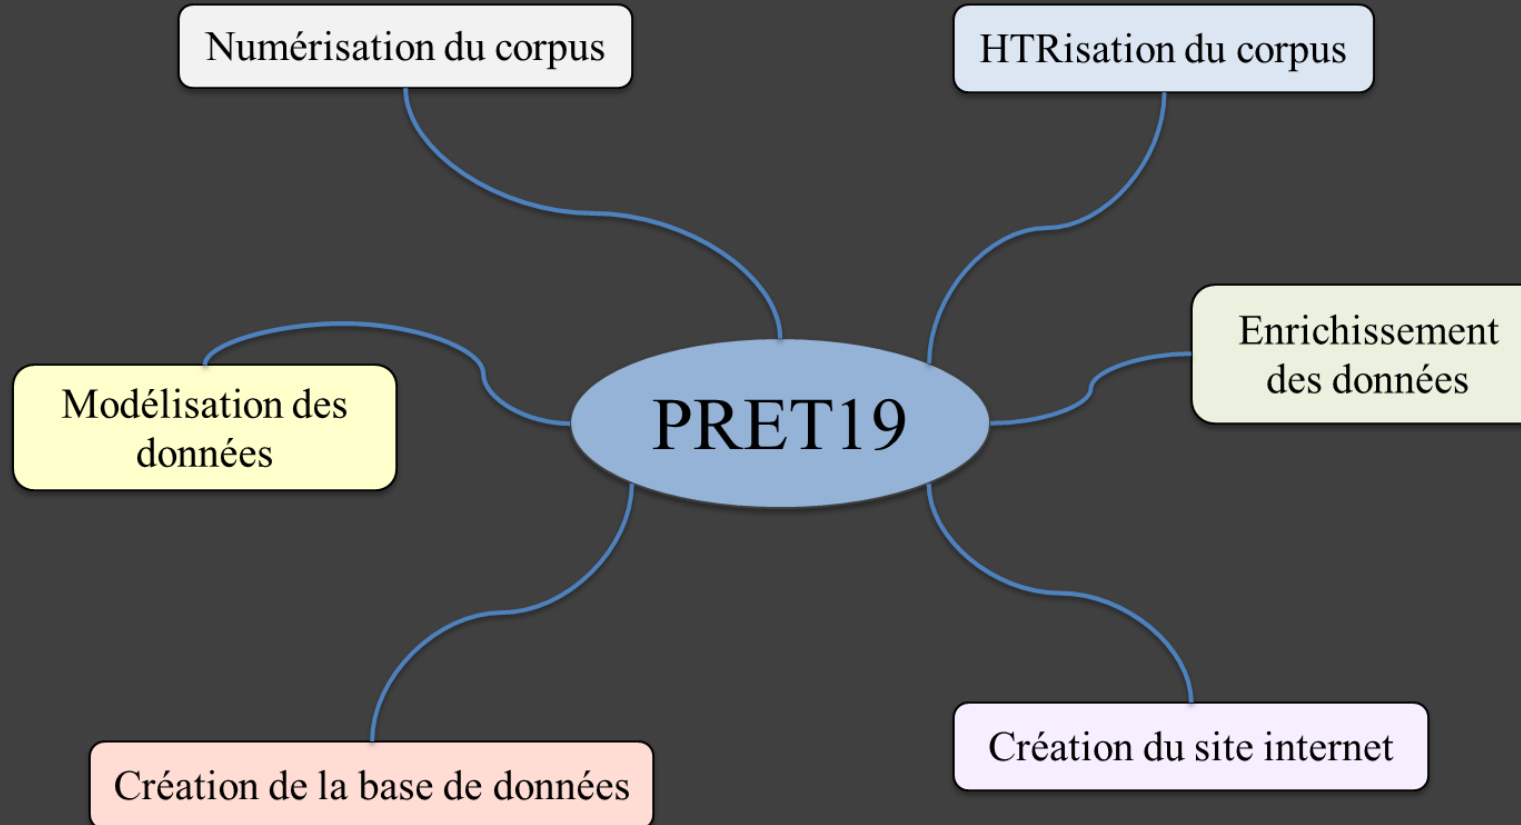 Numérisation du corpus
HTRisation du corpus
Enrichissement
des données
Modélisation des
données
PRET19
Création du site internet
Création de la base de données